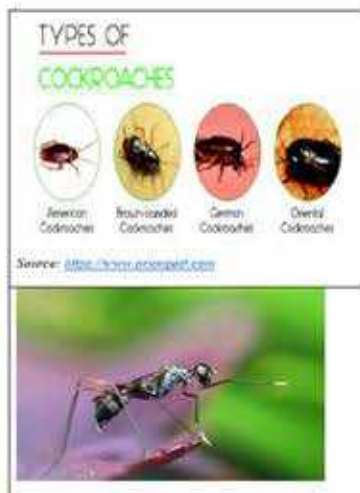 TYPES OF
COCKROACHES
American Brown-banded German Oriental
Cockroaches Cockroaches Cockroaches Cockroaches
Source: